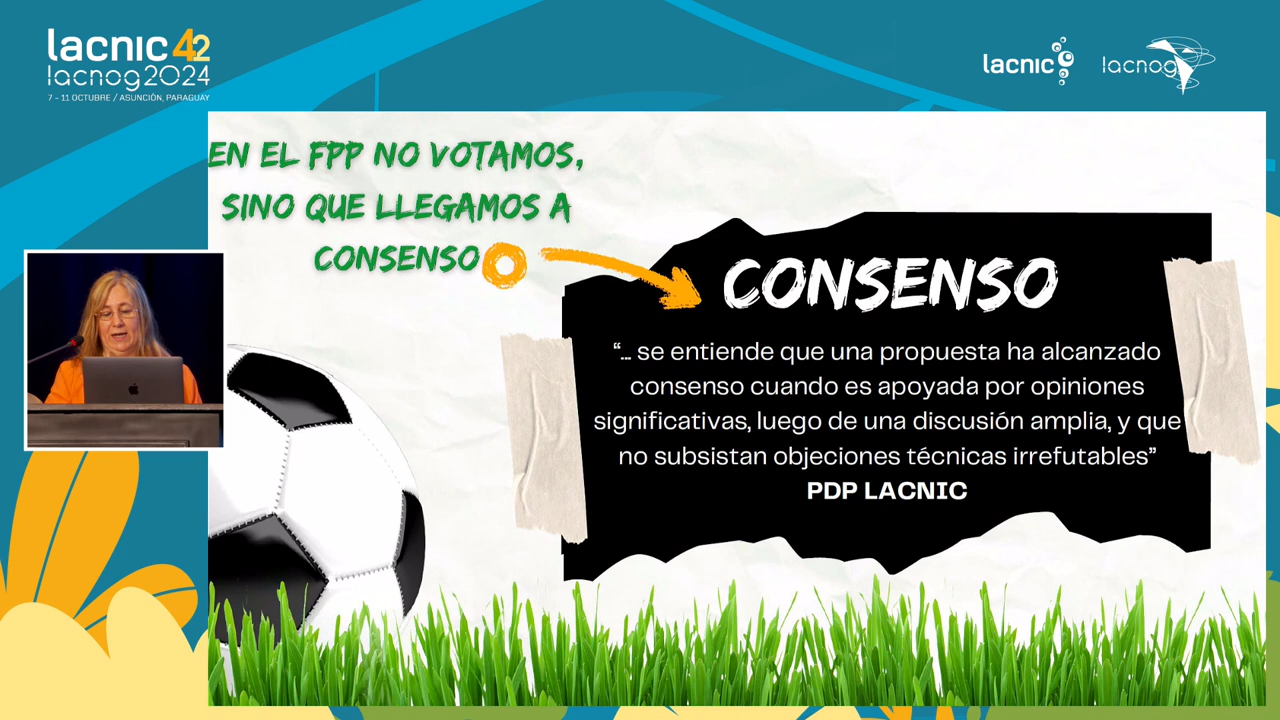 lacnic 42
lacnog2024
7 - 11 OCTUBRE / ASUNCIÓN, PARAGUAY
lacnic
lacnog
EN EL FPP NO VOTAMOS,
SINO QUE LLEGAMOS A
CONSENSO
CONSENSO
“... se entiende que una propuesta ha alcanzado
consenso cuando es apoyada por opiniones
significativas, luego de una discusión amplia, y que
no subsistan objeciones técnicas irrefutables”
PDP LACNIC